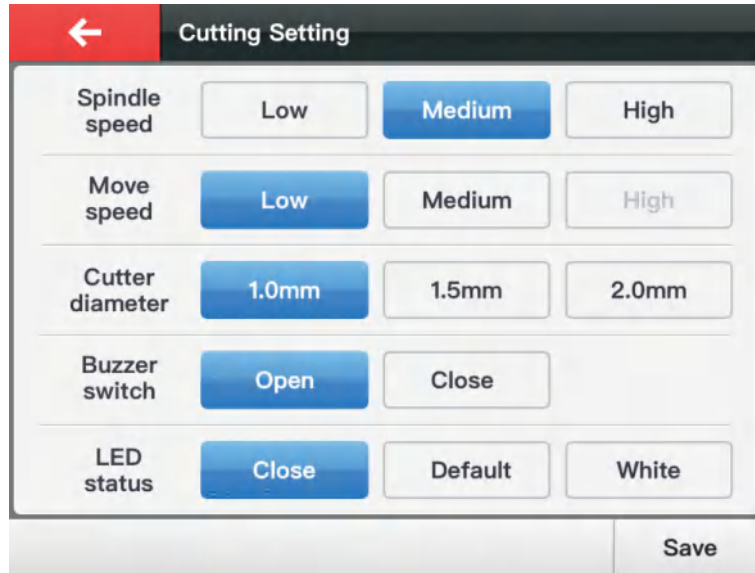 Cutting Setting
Spindle
speed
Low
Medium
High
Move
speed
Low
Medium
High
Cutter
diameter
1.0mm
1.5mm
2.0mm
Buzzer
switch
Open
Close
LED
status
Close
Default
White
Save